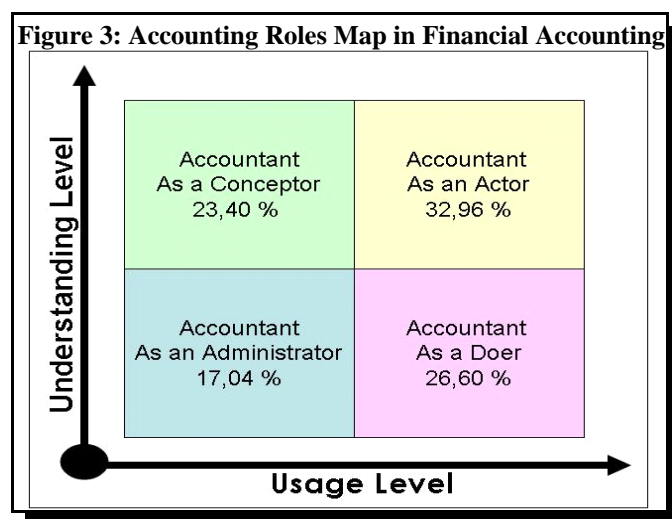 Figure 3: Accounting Roles Map in Financial Accounting
Understanding Level
Accountant
As a Conceptor
23,40 %
Accountant
As an Actor
32,96 %
Accountant
As an Administrator
17,04 %
Accountant
As a Doer
26,60 %
Usage Level